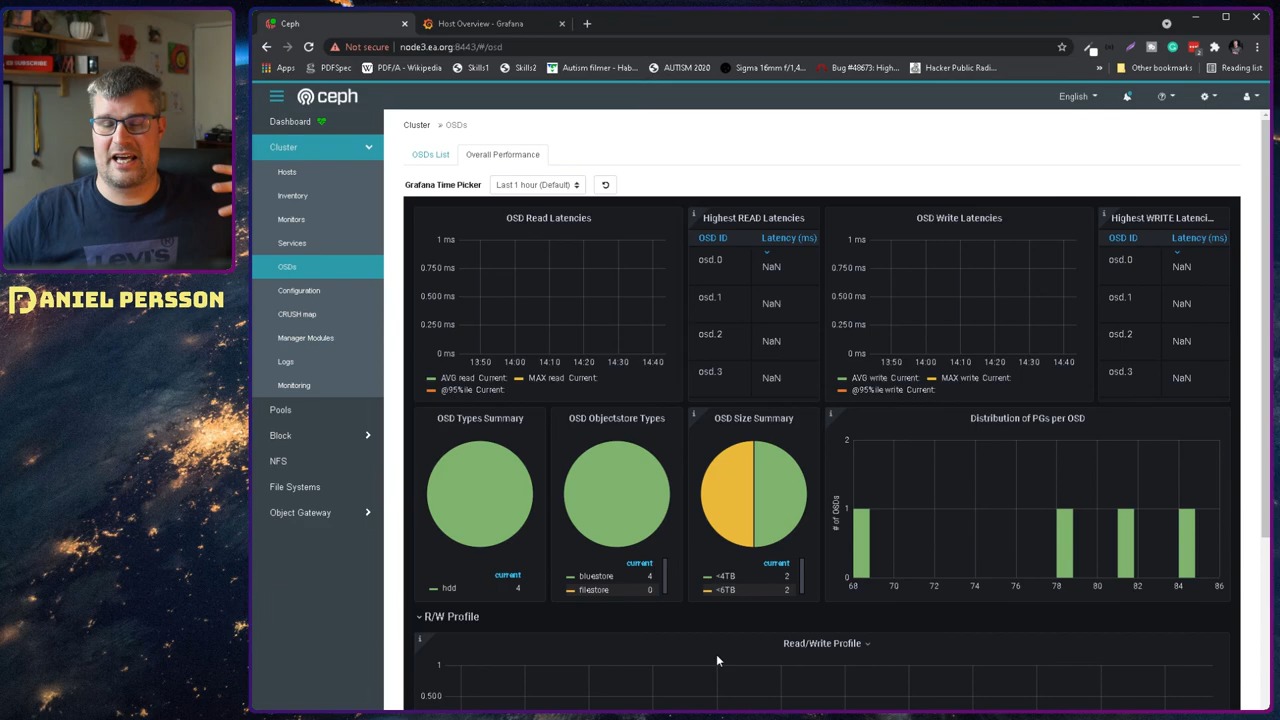 Ceph
Host Overview - Grafana
Not secure
node3.ea.org:8443/#/osd
Apps
PDFSpec
PDF/A - Wikipedia
Skills1
Skills2
Autism filmer - Hab...
AUTISM 2020
Sigma 16mm f/1,4...
Bug #48673: High...
Hacker Public Radi...
»
Other bookmarks
Reading list
ceph
English
Dashboard
Cluster
Hosts
Inventory
Monitors
Services
OSDs
Configuration
CRUSH map
Manager Modules
Logs
Monitoring
Pools
Block
NFS
File Systems
Object Gateway
Levi's
DANIEL PERSSON
Cluster » OSDs
OSDs List
Overall Performance
Grafana Time Picker
Last 1 hour (Default)
OSD Read Latencies
1 ms
0.750 ms
0.500 ms
0.250 ms
0 ms
13:50 14:00 14:10 14:20 14:30 14:40
AVG read Current: MAX read Current:
@95%ile Current:
Highest READ Latencies
OSD ID Latency (ms)
osd.0 NaN
osd.1 NaN
osd.2 NaN
osd.3 NaN
OSD Write Latencies
1 ms
0.750 ms
0.500 ms
0.250 ms
0 ms
13:50 14:00 14:10 14:20 14:30 14:40
AVG write Current: MAX write Current:
@95%ile write Current:
Highest WRITE Latenci...
OSD ID Latency (ms)
osd.0 NaN
osd.1 NaN
osd.2 NaN
osd.3 NaN
OSD Types Summary
current
hdd 4
OSD Objectstore Types
current
bluestore 4
filestore 0
OSD Size Summary
current
<4TB 2
<6TB 2
Distribution of PGs per OSD
# of OSDs
2
1
0
68 70 72 74 76 78 80 82 84 86
R/W Profile
Read/Write Profile
1
0.500